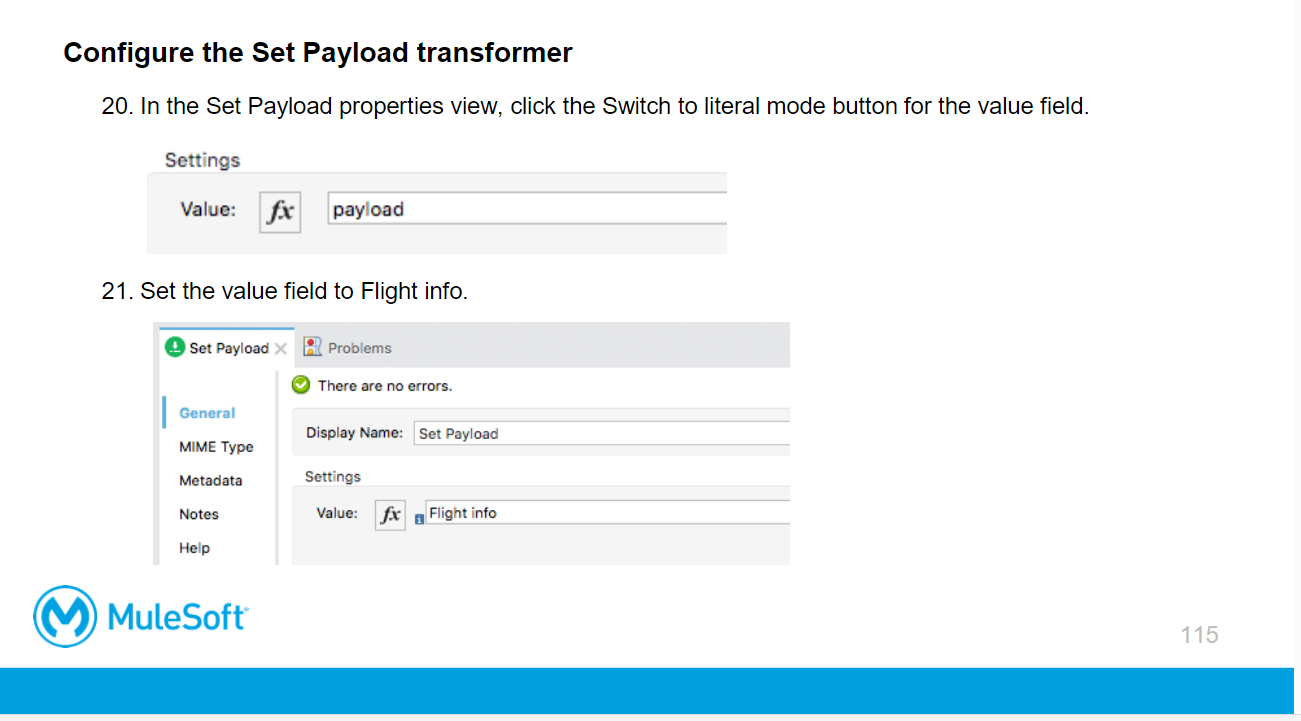 Configure the Set Payload transformer
20. In the Set Payload properties view, click the Switch to literal mode button for the value field.
Settings
Value: fx payload
21. Set the value field to Flight info.
Set Payload Problems
There are no errors.
General
Display Name: Set Payload
MIME Type
Metadata
Settings
Notes
Value: fx Flight info
Help
MuleSoft
115